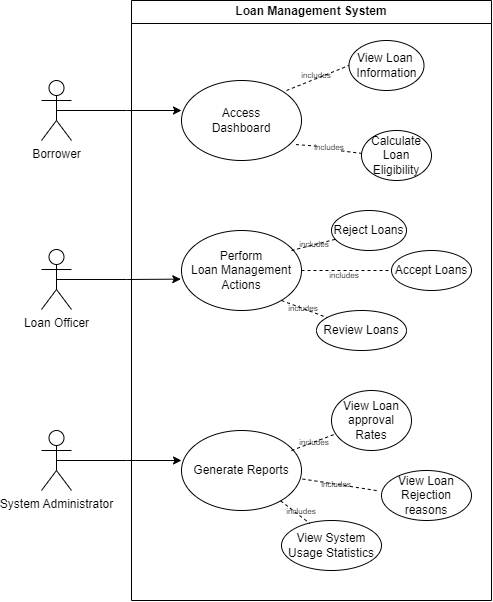 Loan Management System
View Loan
Information
includes
Access
Dashboard
Borrower
includes
Calculate
Loan
Eligibility
Reject Loans
includes
Perform
Loan Management
Actions
Accept Loans
includes
Loan Officer
includes
Review Loans
View Loan
approval
Rates
includes
Generate Reports
System Administrator
includes
View Loan
Rejection
reasons
includes
View System
Usage Statistics